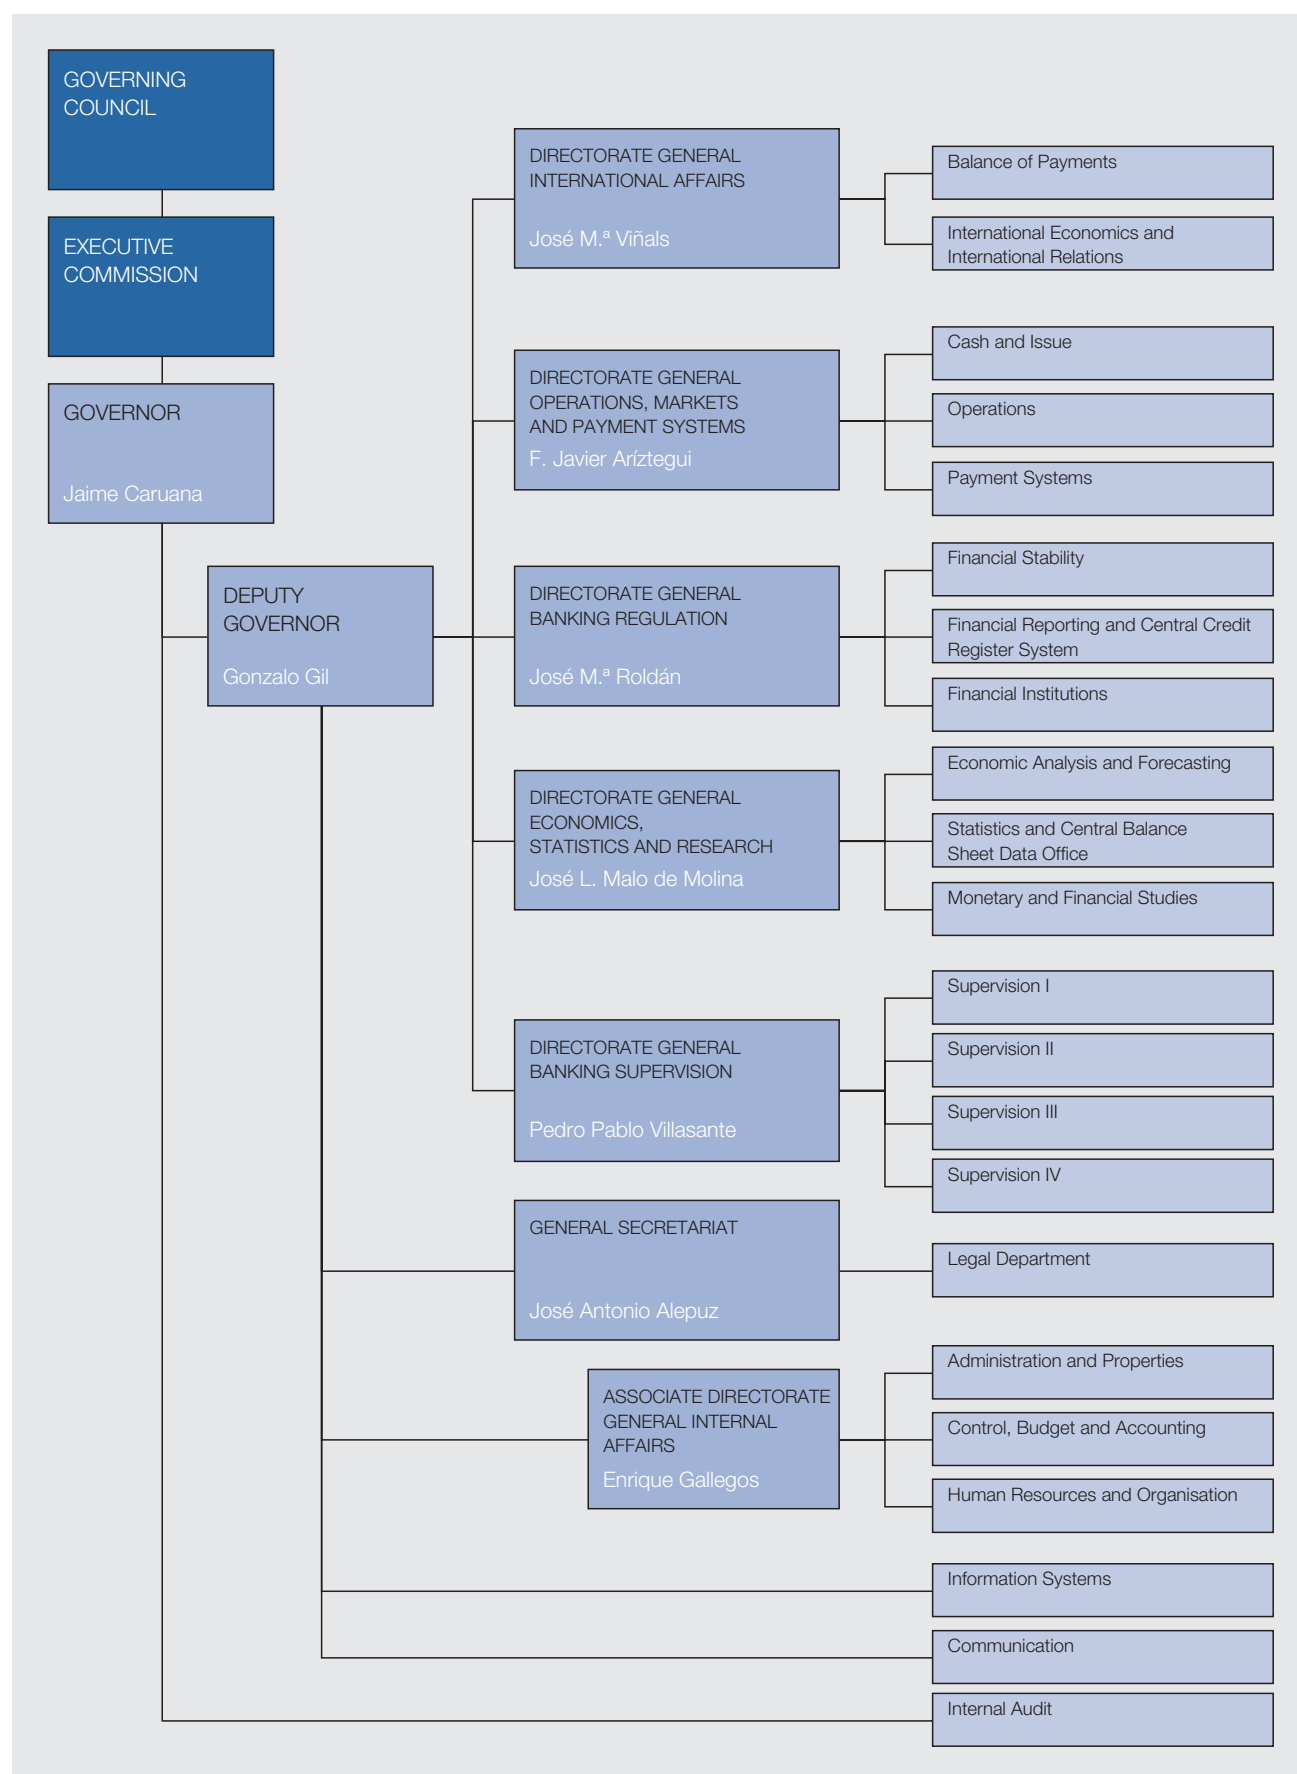 GOVERNING
COUNCIL
EXECUTIVE
COMMISSION
GOVERNOR
Jaime Caruana
DEPUTY
GOVERNOR
Gonzalo Gil
DIRECTORATE GENERAL
INTERNATIONAL AFFAIRS
José M.ª Viñals
Balance of Payments
International Economics and
International Relations
DIRECTORATE GENERAL
OPERATIONS, MARKETS
AND PAYMENT SYSTEMS
F. Javier Aríztegui
Cash and Issue
Operations
Payment Systems
DIRECTORATE GENERAL
BANKING REGULATION
José M.ª Roldán
Financial Stability
Financial Reporting and Central Credit
Register System
Financial Institutions
DIRECTORATE GENERAL
ECONOMICS,
STATISTICS AND RESEARCH
José L. Malo de Molina
Economic Analysis and Forecasting
Statistics and Central Balance
Sheet Data Office
Monetary and Financial Studies
DIRECTORATE GENERAL
BANKING SUPERVISION
Pedro Pablo Villasante
Supervision I
Supervision II
Supervision III
Supervision IV
GENERAL SECRETARIAT
José Antonio Alepuz
Legal Department
ASSOCIATE DIRECTORATE
GENERAL INTERNAL
AFFAIRS
Enrique Gallegos
Administration and Properties
Control, Budget and Accounting
Human Resources and Organisation
Information Systems
Communication
Internal Audit